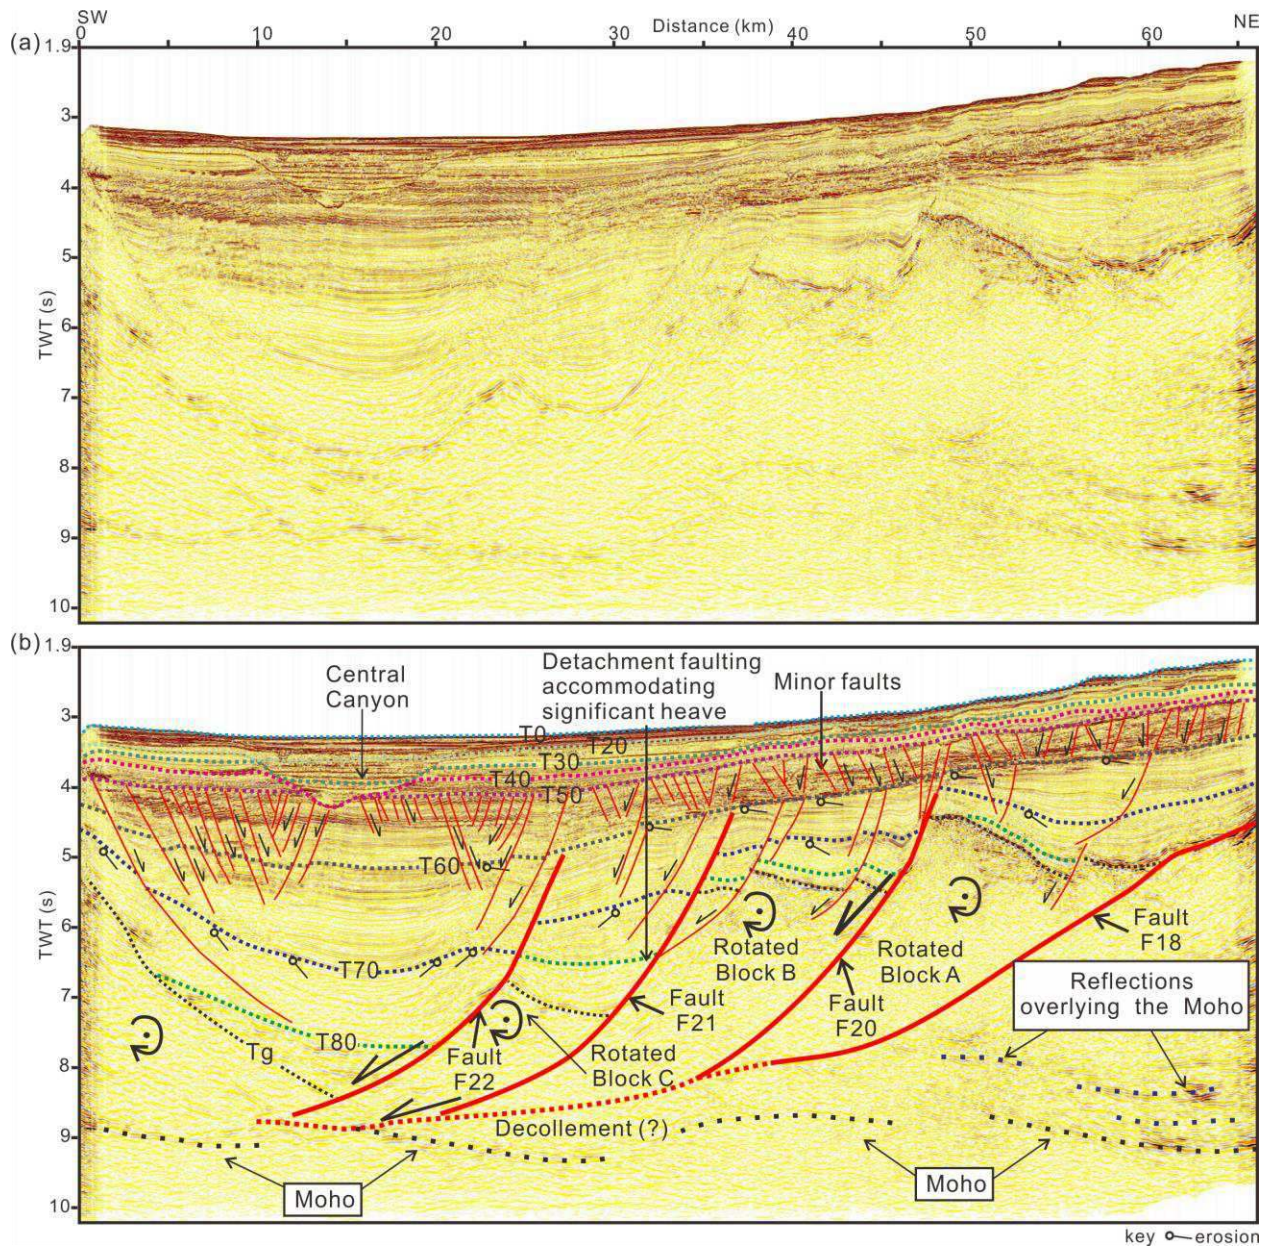 SW
Distance (km)
NE
(a)
0
10
20
30
40
50
60
1.9
3
4
5
6
7
8
9
10
TWT (s)
(b)
1.9
3
4
5
6
7
8
9
10
TWT (s)
Central
Canyon
Detachment faulting
accommodating
significant heave
Minor faults
T0
T20
T30
T40
T50
T60
T70
T80
Tg
Fault
F22
Rotated
Block C
Fault
F21
Rotated
Block B
Fault
F20
Rotated
Block A
Fault
F18
Reflections
overlying the Moho
Decollement (?)
Moho
Moho
key
erosion